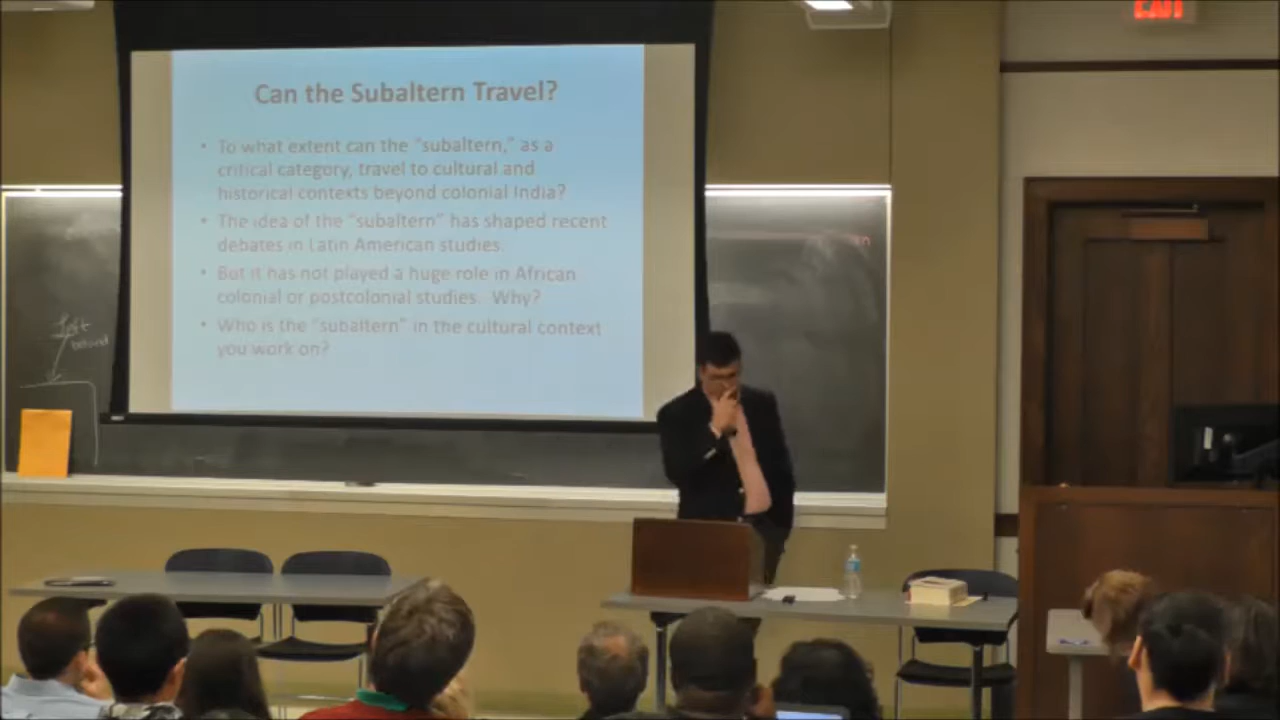 EXIT
Can the Subaltern Travel?
• To what extent can the "subaltern," as a
critical category, travel to cultural and
historical contexts beyond colonial India?
• The idea of the "subaltern" has shaped recent
debates in Latin American studies.
• But it has not played a huge role in African
colonial or postcolonial studies. Why?
• Who is the "subaltern" in the cultural context
you work on?
left
behind